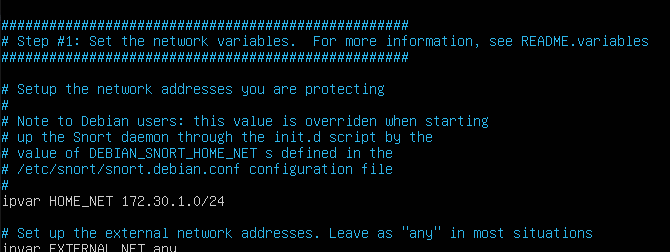 ###################################################
# Step #1: Set the network variables.  For more information, see README.variables
###################################################
# Setup the network addresses you are protecting
#
# Note to Debian users: this value is overriden when starting
# up the Snort daemon through the init.d script by the
# value of DEBIAN_SNORT_HOME_NET s defined in the
# /etc/snort/snort.debian.conf configuration file
#
ipvar HOME_NET 172.30.1.0/24
# Set up the external network addresses. Leave as "any" in most situations
ipvar EXTERNAL_NET any